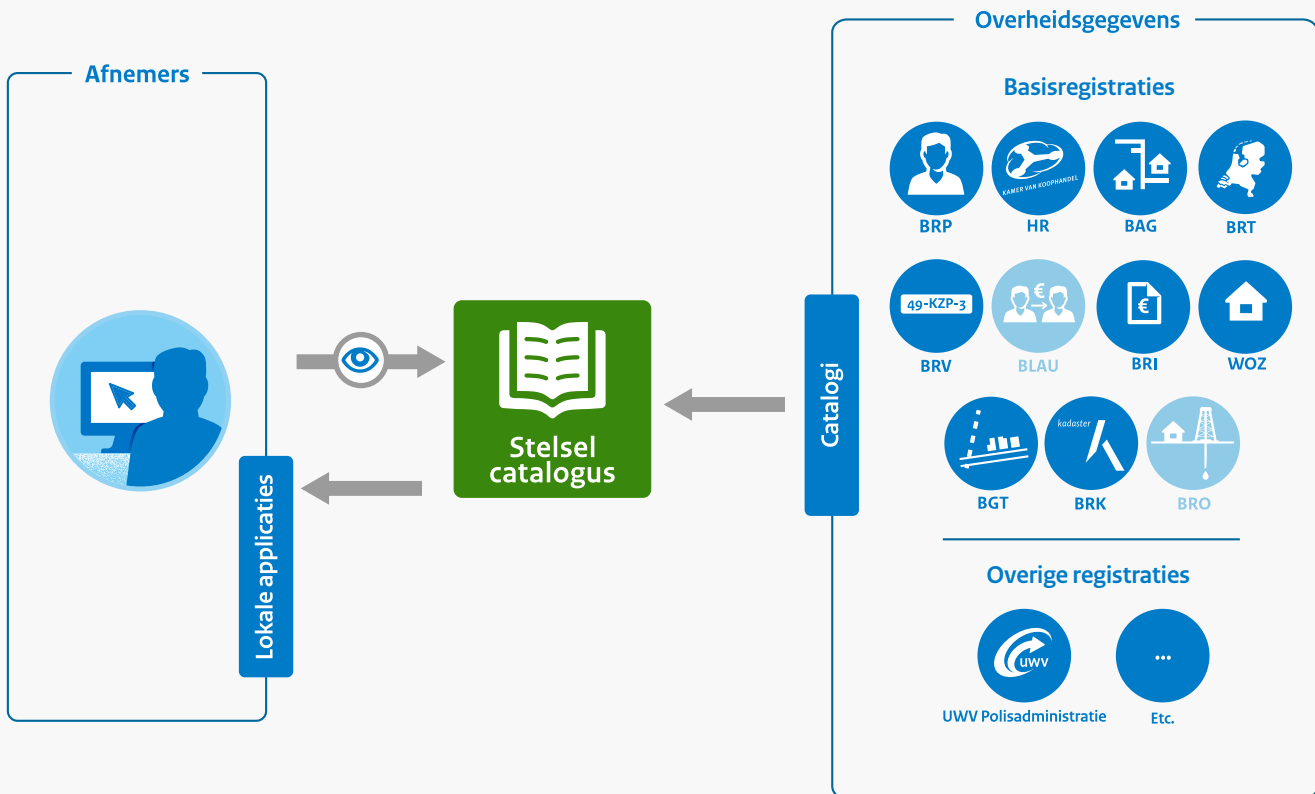 Afnemers
Lokale applicaties
Stelsel
catalogus
Catalogi
Overheidsgegevens
Basisregistraties
KAMER VAN KOOPHANDEL
BRP
HR
BAG
BRT
49-KZP-3
€
€
BRV
BLAU
BRI
WOZ
kadaster
BGT
BRK
BRO
Overige registraties
uwv
...
UWV Polisadministratie
Etc.